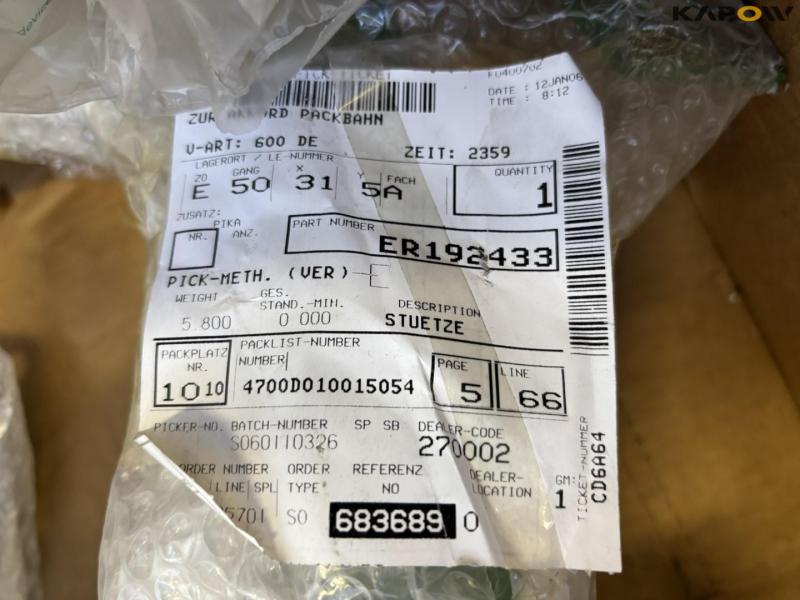 KAPOW
PICK TICKET
F0400702
DATE : 12JAN06
TIME : 8:12
ZUR AKKORD PACKBAHN
V-ART: 600 DE ZEIT: 2359
LAGERORT / LE-NUMMER
ZO GANG X Y FACH
E 50 31 5A
QUANTITY
1
ZUSATZ:
PIKA
NR. ANZ.
PART NUMBER
ER192433
PICK-METH. (VER) -E
WEIGHT GES. STAND.-MIN. DESCRIPTION
5.800 0 000 STUETZE
PACKPLATZ NR.
10 10
PACKLIST-NUMBER
NUMBER
4700D010015054
PAGE
5
LINE
66
PICKER-NO. BATCH-NUMBER SP SB DEALER-CODE
S060110326 270002
ORDER NUMBER ORDER REFERENZ DEALER-
LINE SPL TYPE NO LOCATION
5701 SO 683689 0
GM:
1
TICKET-NUMMER
CD6A64